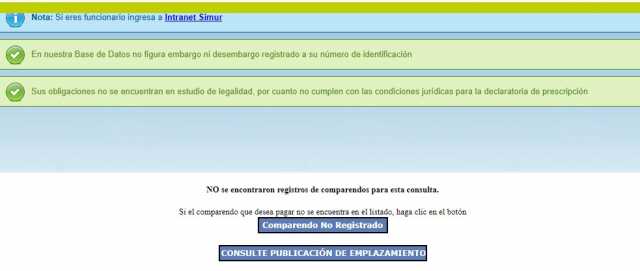 Nota: Si eres funcionario ingresa a Intranet Simur
En nuestra Base de Datos no figura embargo ni desembargo registrado a su número de identificación
Sus obligaciones no se encuentran en estudio de legalidad, por cuanto no cumplen con las condiciones jurídicas para la declaratoria de prescripción
NO se encontraron registros de comparendos para esta consulta.
Si el comparendo que desea pagar no se encuentra en el listado, haga clic en el botón
Comparendo No Registrado
CONSULTE PUBLICACIÓN DE EMPLAZAMIENTO